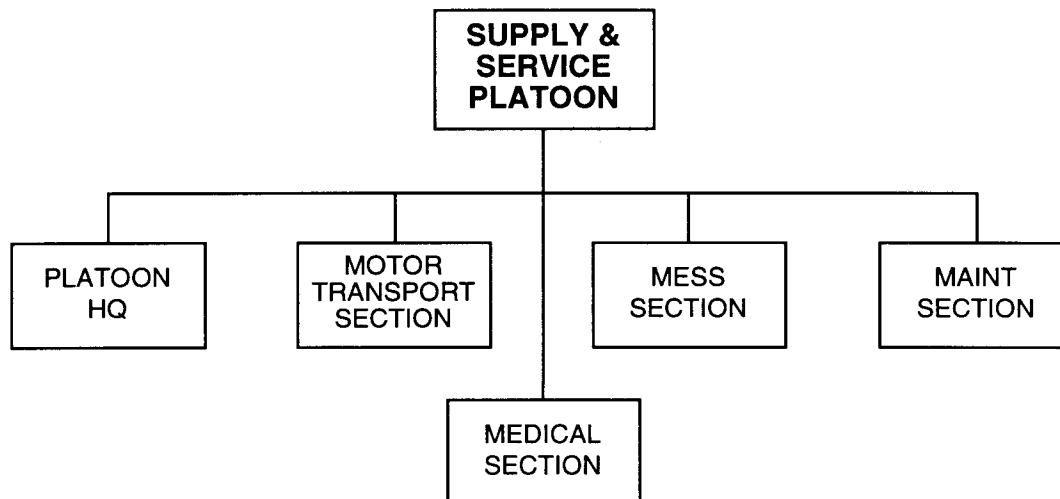 SUPPLY &
SERVICE
PLATOON
PLATOON
HQ
MOTOR
TRANSPORT
SECTION
MESS
SECTION
MAINT
SECTION
MEDICAL
SECTION